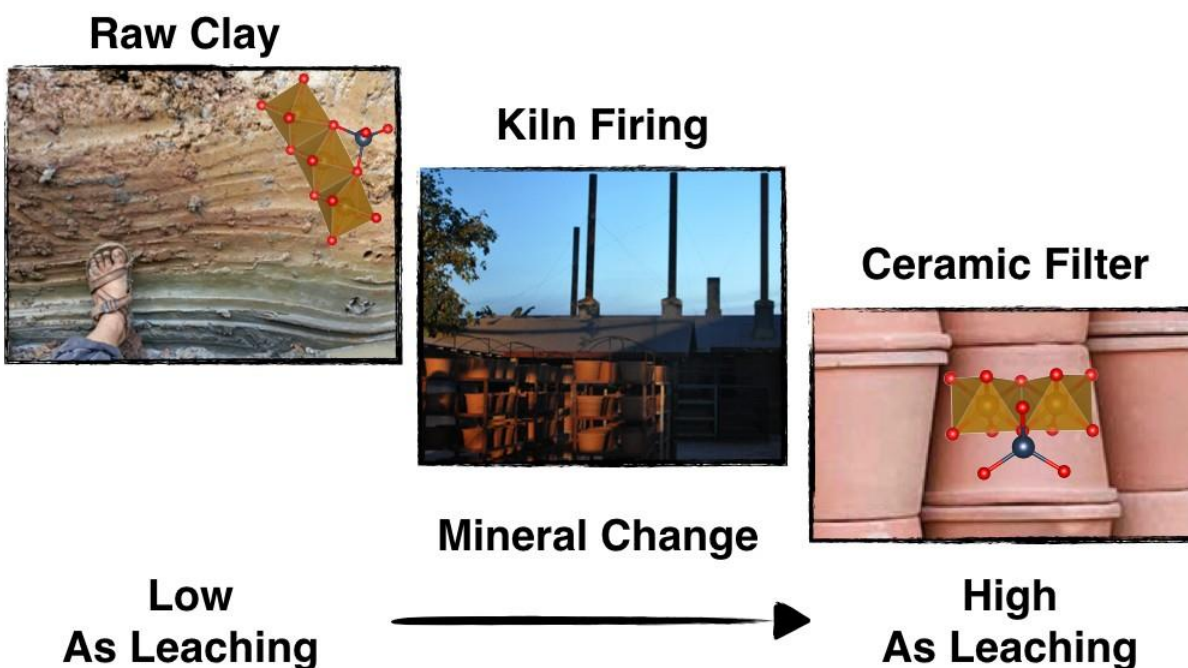 Raw Clay
Kiln Firing
Ceramic Filter
Mineral Change
Low
As Leaching
High
As Leaching